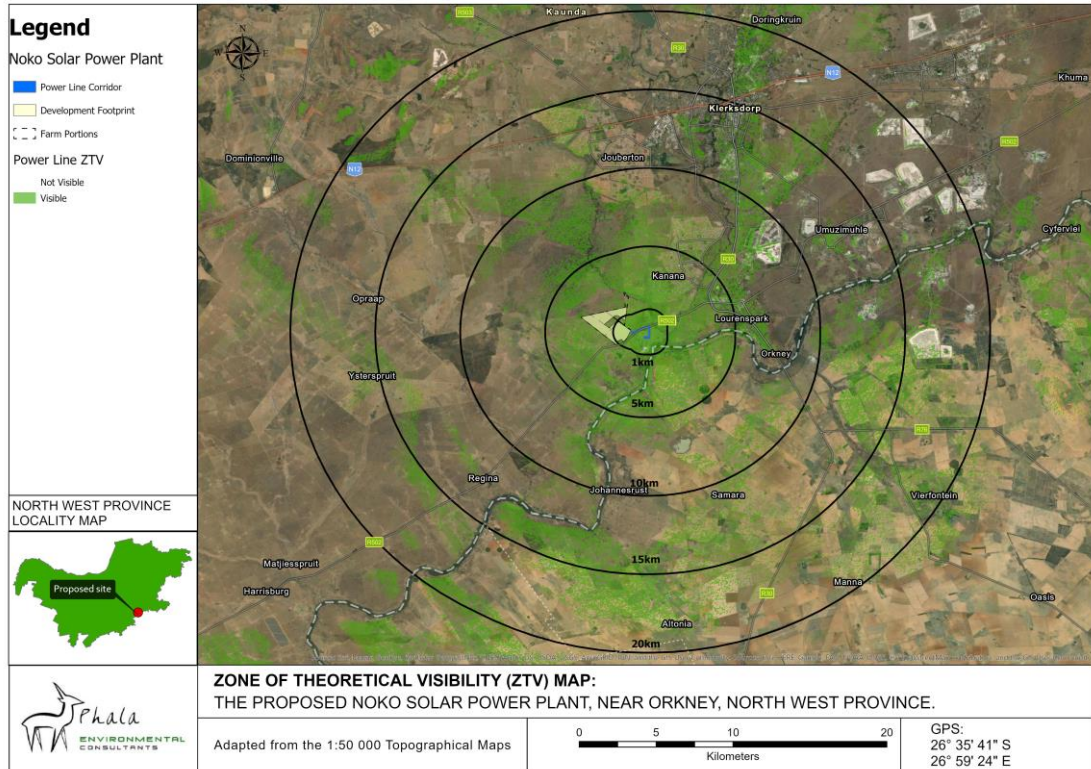 Legend
Noko Solar Power Plant
Power Line Corridor
Development Footprint
Farm Portions
Power Line ZTV
Not Visible
Visible
NORTH WEST PROVINCE
LOCALITY MAP
Proposed site
Phala
ENVIRONMENTAL
CONSULTANTS
N
W E
S
R503
Kaunda
Doringkruin
R30
N12
Khuma
Klerksdorp
R502
Dominionville
N12
Jouberton
Umuzimuhle
Cyfervlei
R30
Kanana
Opraap
Lourenspark
R502
Orkney
1km
Ysterspruit
5km
R76
Regina
10km
Johannesrust
Samara
Vierfontein
R502
15km
Matjiesspruit
Manna
Harrisburg
R30
Oasis
Altonia
20km
ZONE OF THEORETICAL VISIBILITY (ZTV) MAP:
THE PROPOSED NOKO SOLAR POWER PLANT, NEAR ORKNEY, NORTH WEST PROVINCE.
Adapted from the 1:50 000 Topographical Maps
0 5 10 20
Kilometers
GPS:
26° 35' 41" S
26° 59' 24" E